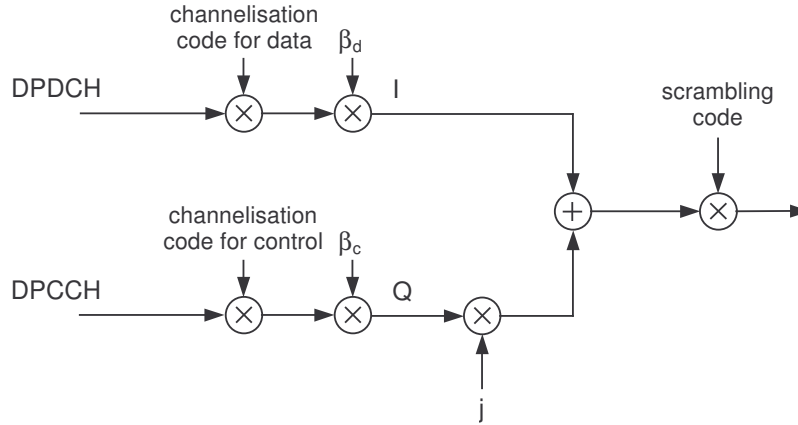 channelisation
code for data
β_d
DPDCH
I
scrambling
code
channelisation
code for control
β_c
DPCCH
Q
j